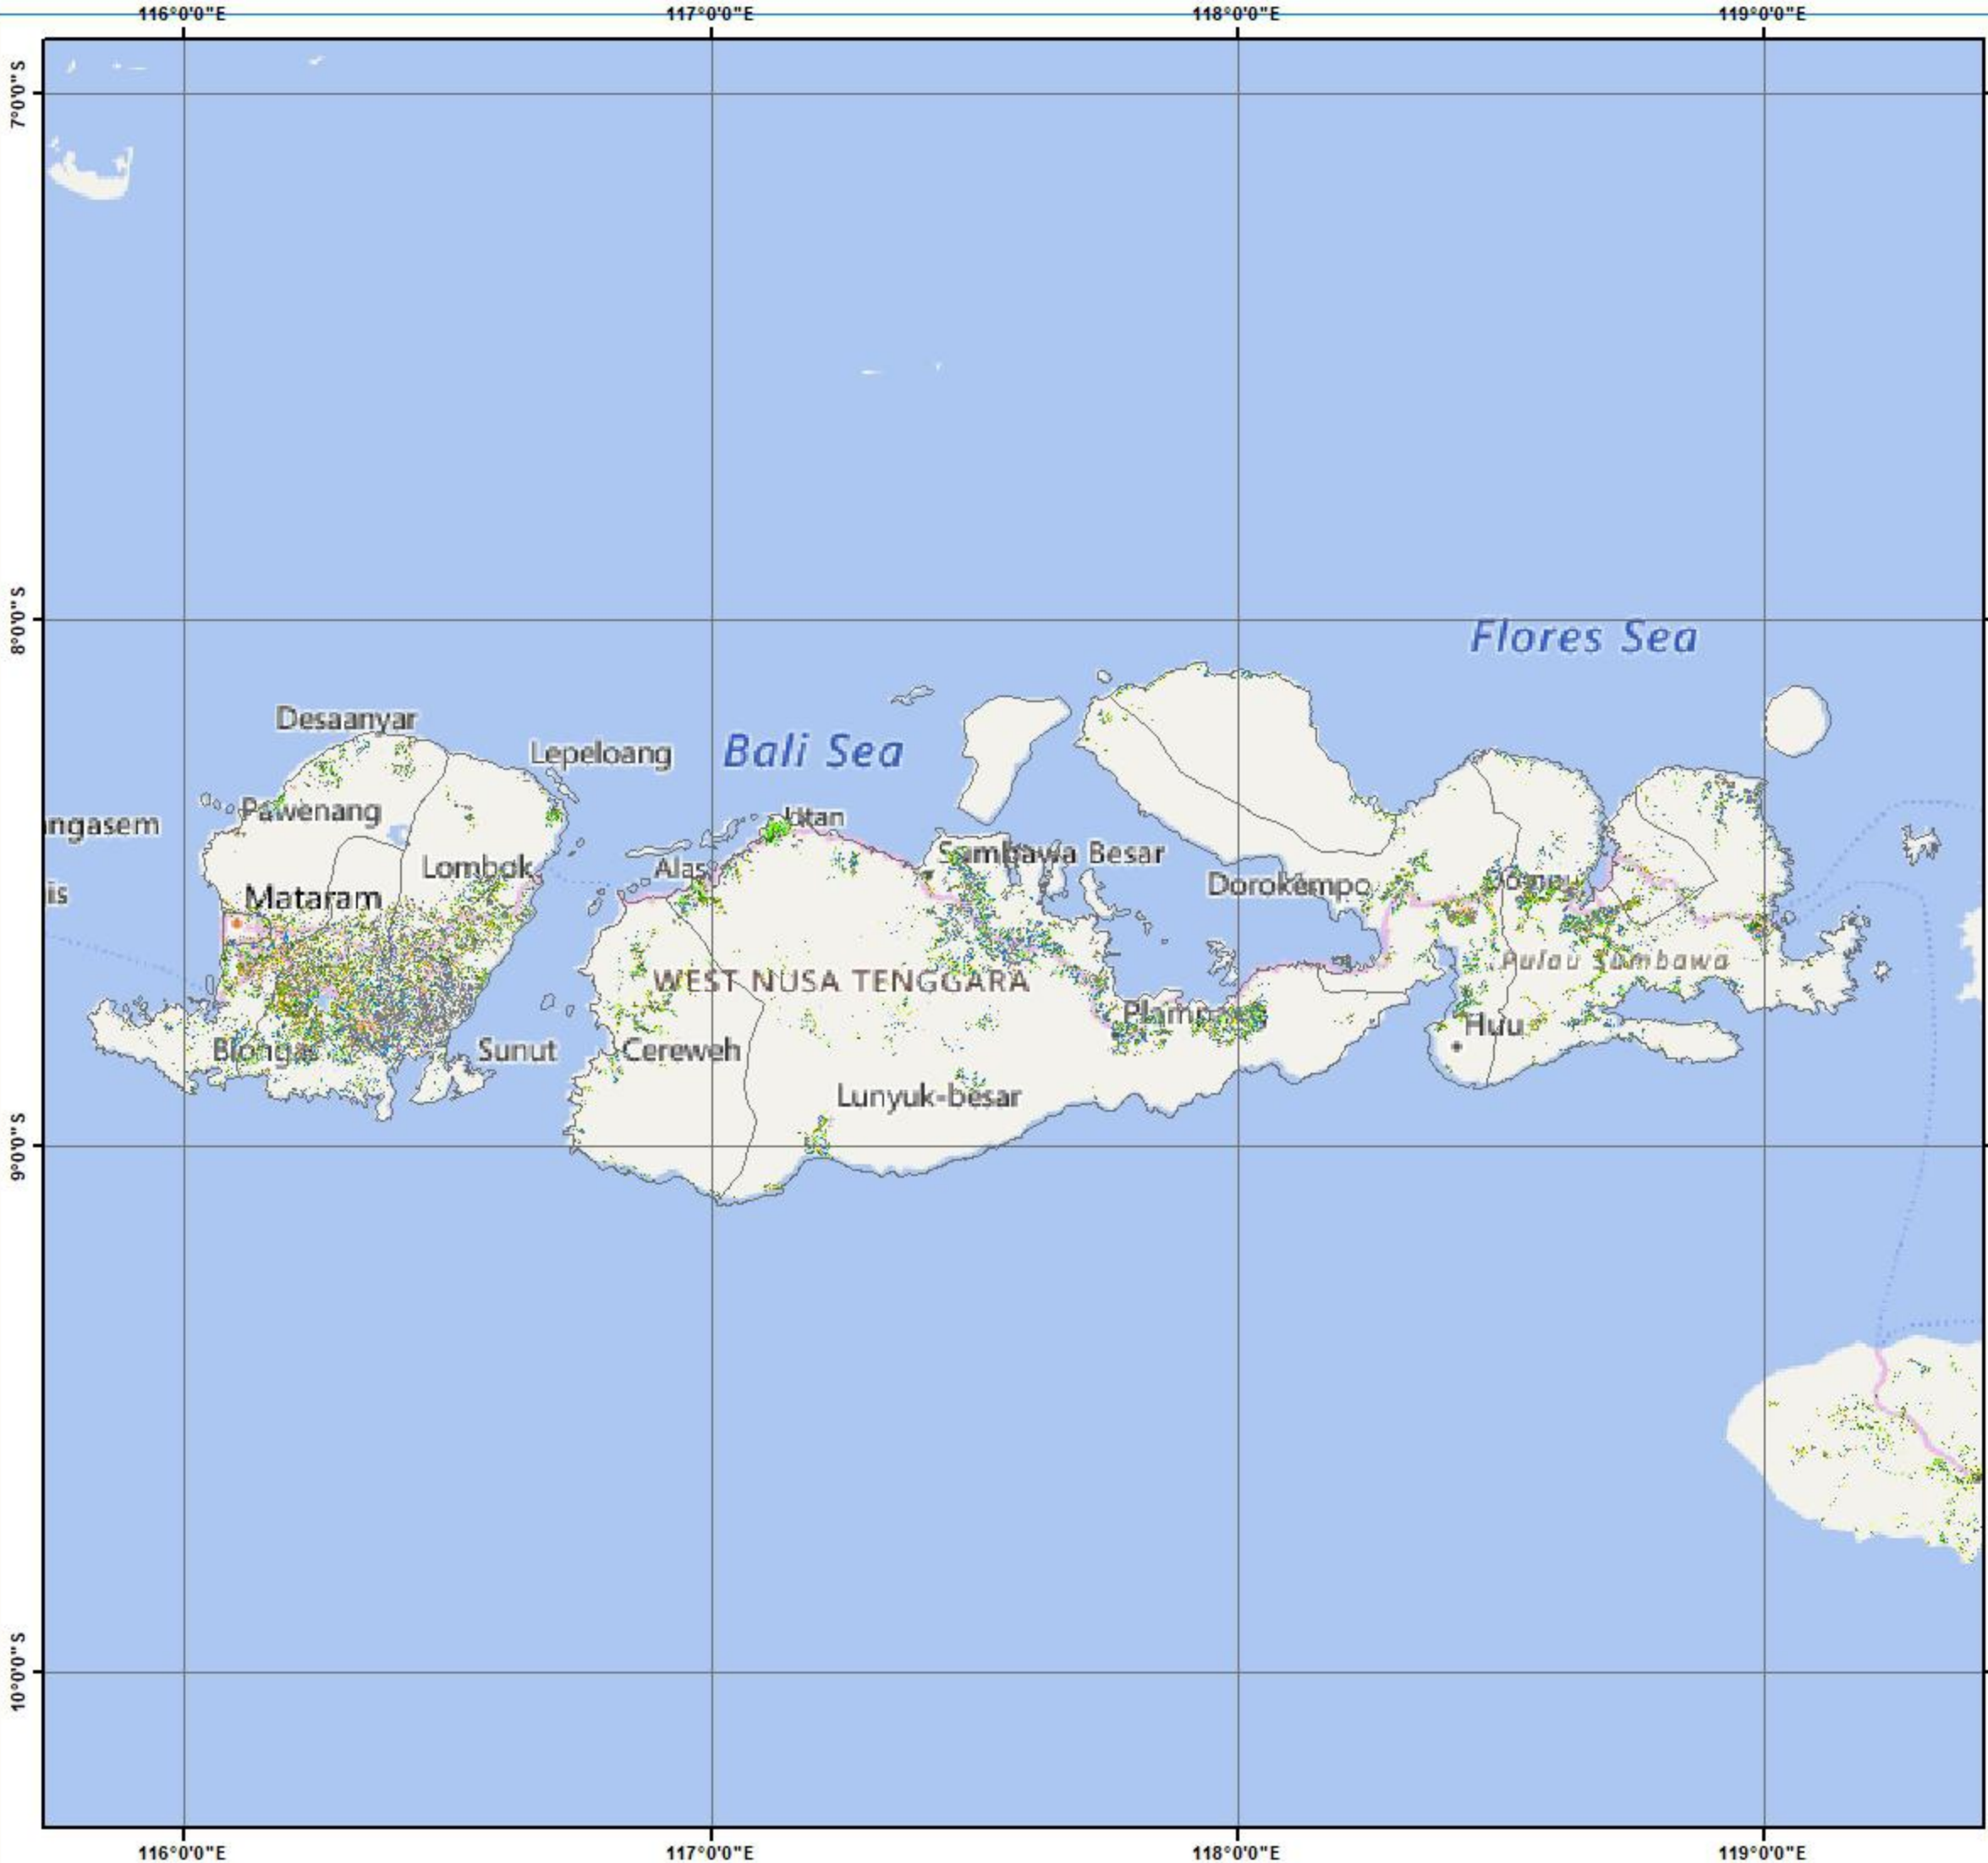 116°0'0"E 117°0'0"E 118°0'0"E 119°0'0"E
7°0'0"S
8°0'0"S
Flores Sea
Desaanyar
Bali Sea
Lepeloang
Pawenang
Utan
ngasem
Sumbawa Besar
Lombok
Alas
Dorokempo
is
Mataram
Pulau Sumbawa
WEST NUSA TENGGARA
Huu
Sunut
Cereweh
Lunyuk-besar
9°0'0"S
10°0'0"S
116°0'0"E 117°0'0"E 118°0'0"E 119°0'0"E